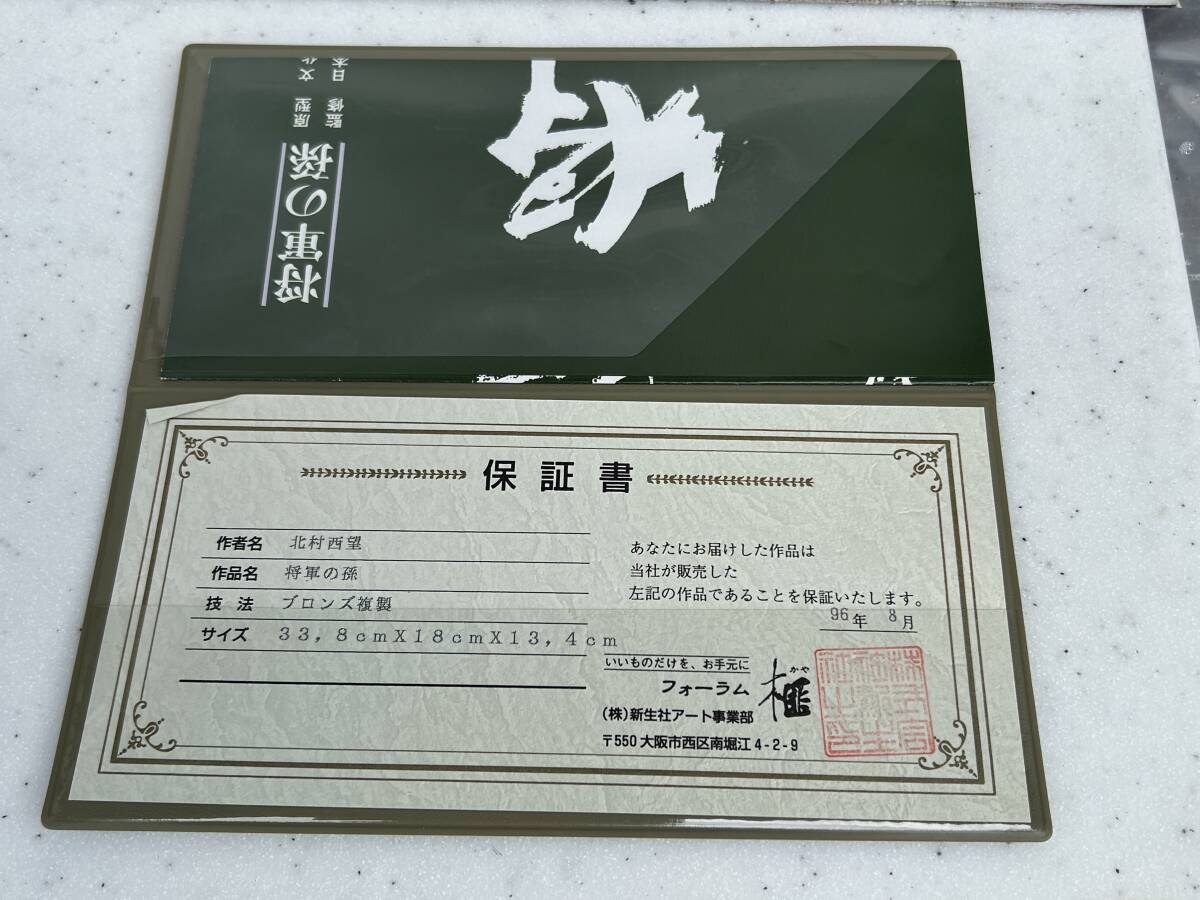 将軍の孫
原型 文化
監修 日本
保証書
作者名 北村西望
作品名 将軍の孫
技法 ブロンズ複製
サイズ 33,8cmX18cmX13,4cm
あなたにお届けした作品は
当社が販売した
左記の作品であることを保証いたします。
96年 8月
いいものだけを、お手元に
フォーラム 榧
かや
(株)新生社アート事業部
〒550 大阪市西区南堀江4-2-9